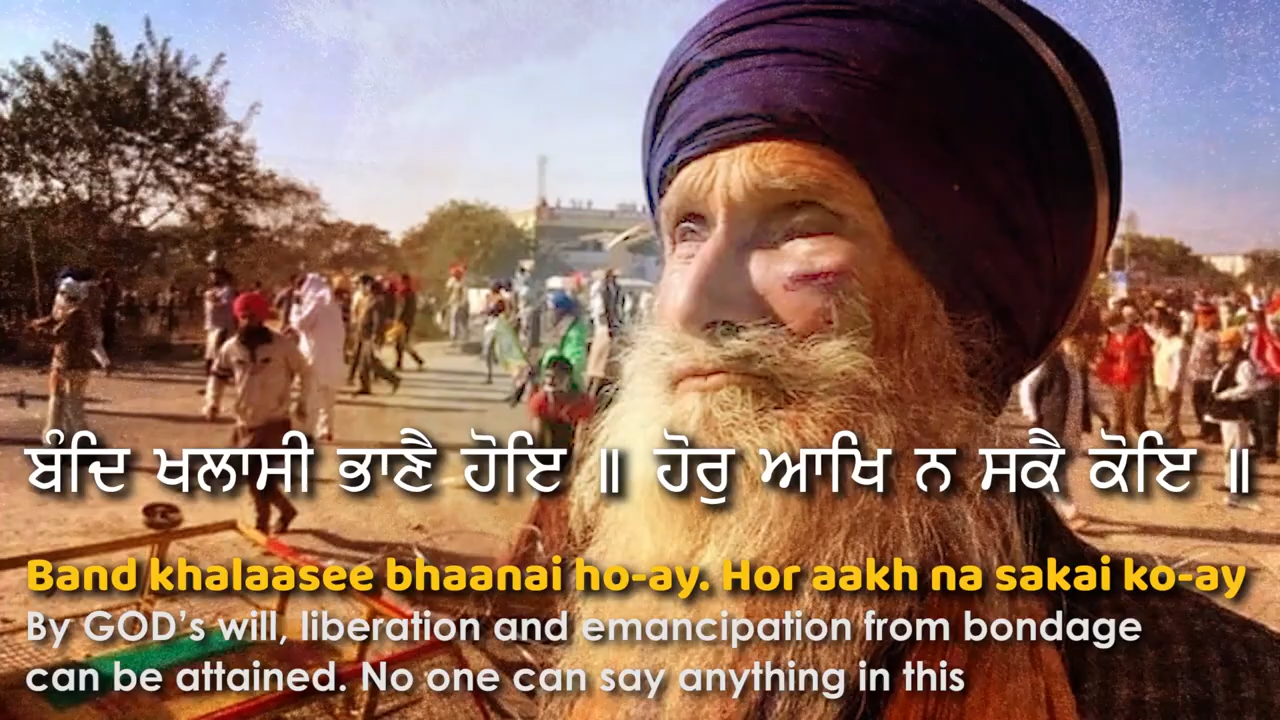 ਬੰਦਿ ਖਲਾਸੀ ਭਾਣੈ ਹੋਇ ॥ ਹੋਰੁ ਆਖਿ ਨ ਸਕੈ ਕੋਇ ॥
Band khalaasee bhaanai ho-ay. Hor aakh na sakai ko-ay
By GOD's will, liberation and emancipation from bondage
can be attained. No one can say anything in this